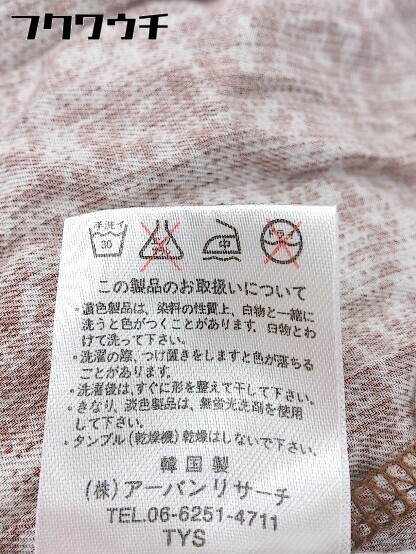 フクワウチ
手洗イ
30
中
この製品のお取扱いについて
・濃色製品は、染料の性質上、白物と一緒に
洗うと色がつくことがあります。白物とわ
けて洗って下さい。
・洗濯の際、つけ置きをしますと色が落ちる
ことがあります。
・洗濯後は、すぐに形を整えて干して下さい。
・きなり、淡色製品は、無蛍光洗剤を使用
して下さい。
・タンブル(乾燥機)乾燥はしないで下さい。
韓国製
(株)アーバンリサーチ
TEL.06-6251-4711
TYS